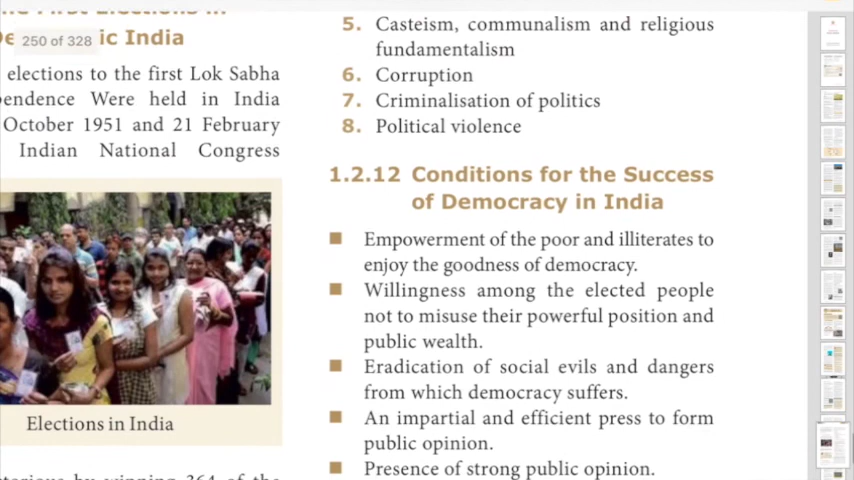 250 of 328
ic India
elections to the first Lok Sabha
Were held in India
October 1951 and 21 February
Indian National Congress
Elections in India
5. Casteism, communalism and religious
fundamentalism
6. Corruption
7. Criminalisation of politics
8. Political violence
1.2.12 Conditions for the Success
of Democracy in India
■ Empowerment of the poor and illiterates to
enjoy the goodness of democracy.
■ Willingness among the elected people
not to misuse their powerful position and
public wealth.
■ Eradication of social evils and dangers
from which democracy suffers.
■ An impartial and efficient press to form
public opinion.
■ Presence of strong public opinion.